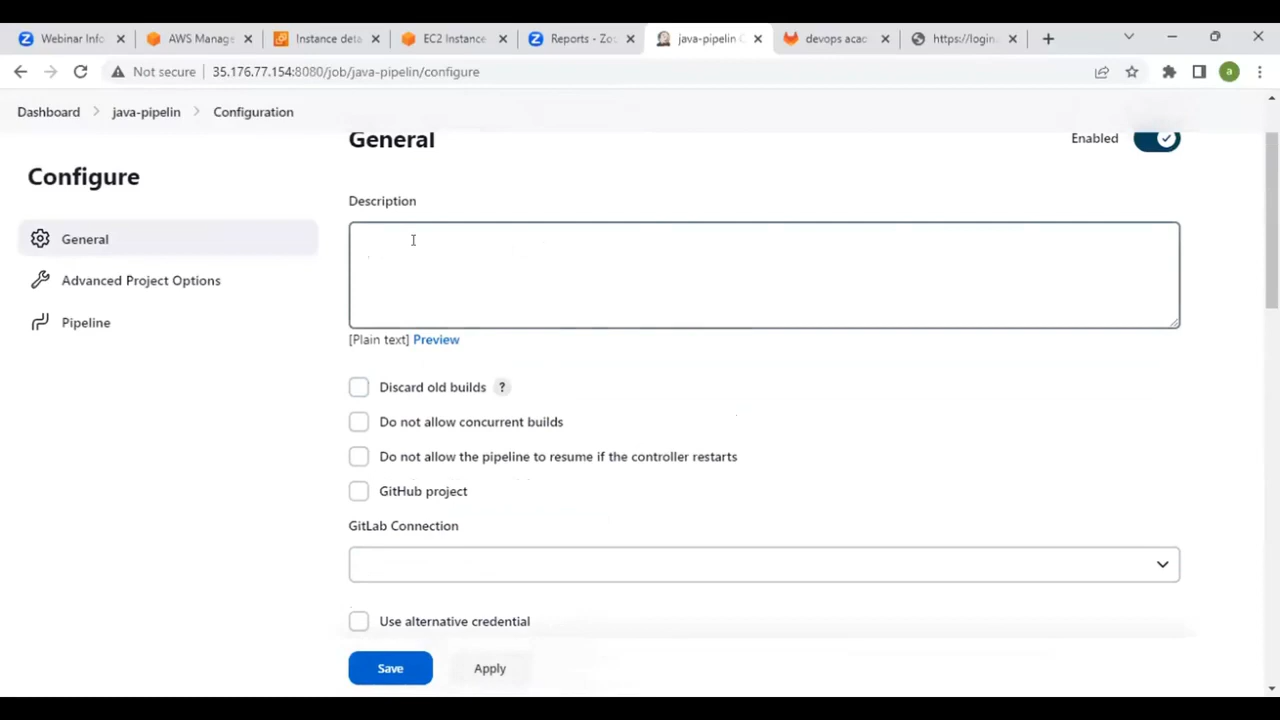 Webinar Info
AWS Manage
Instance deta
EC2 Instance
Reports - Zo
java-pipelin C
devops acad
https://login.
Not secure
35.176.77.154:8080/job/java-pipelin/configure
a
Dashboard
java-pipelin
Configuration
General
Enabled
Configure
Description
General
Advanced Project Options
Pipeline
[Plain text] Preview
Discard old builds ?
Do not allow concurrent builds
Do not allow the pipeline to resume if the controller restarts
GitHub project
GitLab Connection
Use alternative credential
Save
Apply